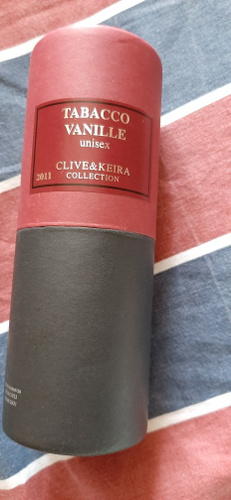 TABACCO
VANILLE
unisex
CLIVE&KEIRA
2011 COLLECTION